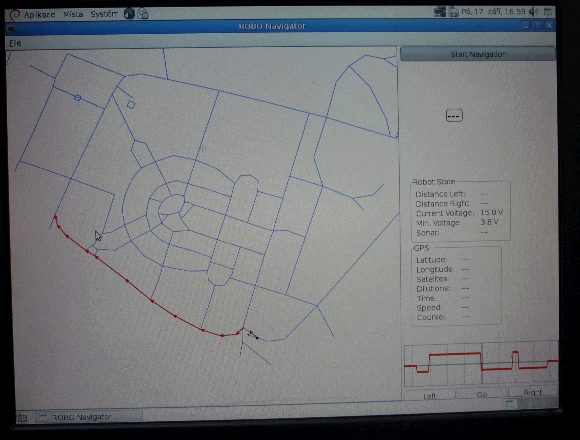 Aplikace Místa Systém Pá, 17. září, 16:59
ROBO Navigator
File
Start Navigation
---
Robot State
Distance Left: ---
Distance Right: ---
Current Voltage: 15.8 V
Min. Voltage: 3.8 V
Sonar: ---
GPS
Latitude: ---
Longitude: ---
Satelites: ---
Dilutions: ---
Time: ---
Speed: ---
Course: ---
Left Go Right
ROBO Navigator